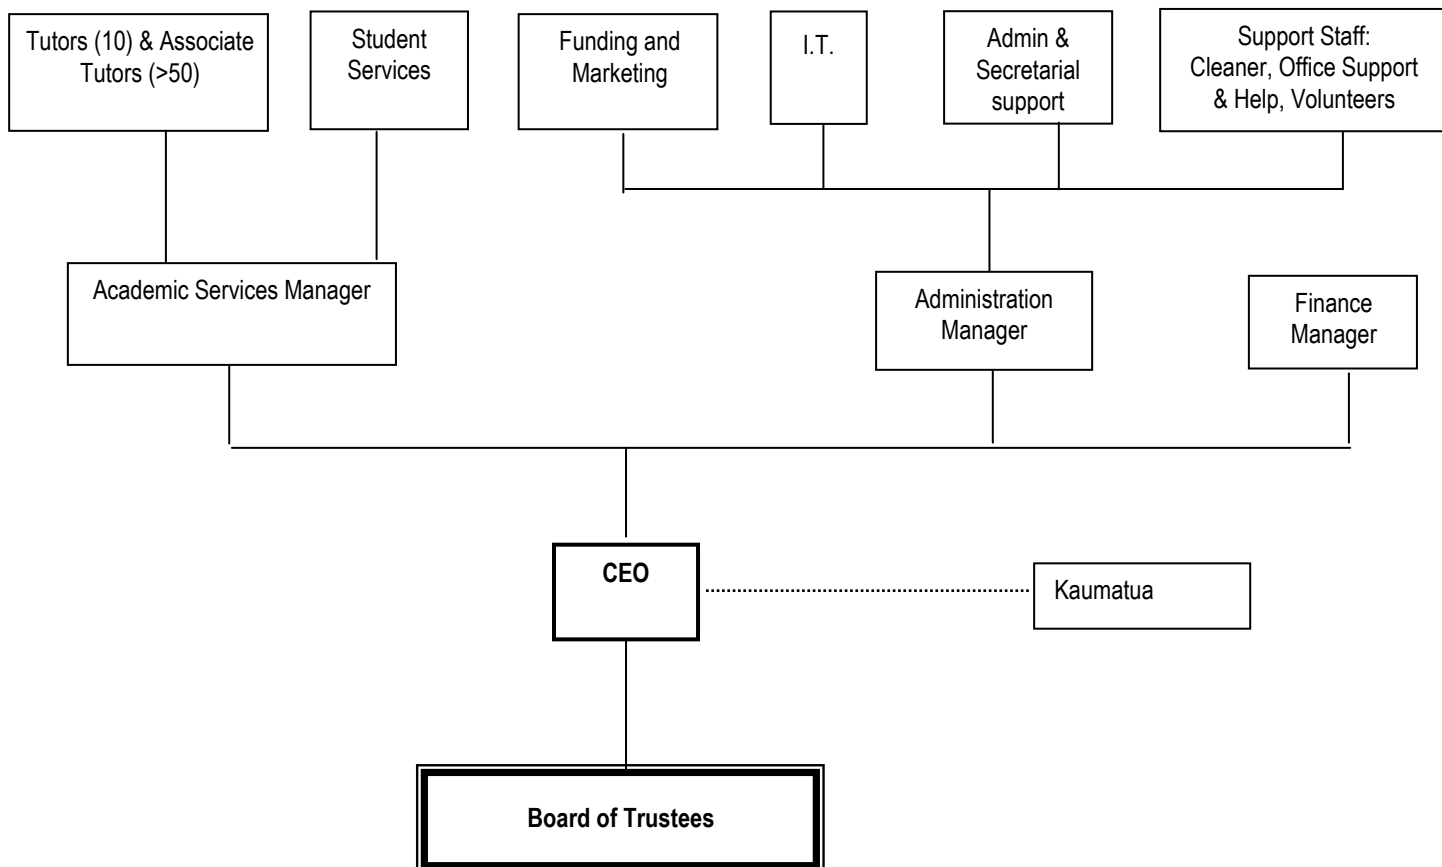 Tutors (10) & Associate
Tutors (>50)
Student
Services
Funding and
Marketing
I.T.
Admin &
Secretarial
support
Support Staff:
Cleaner, Office Support
& Help, Volunteers
Academic Services Manager
Administration
Manager
Finance
Manager
CEO
Kaumatua
Board of Trustees